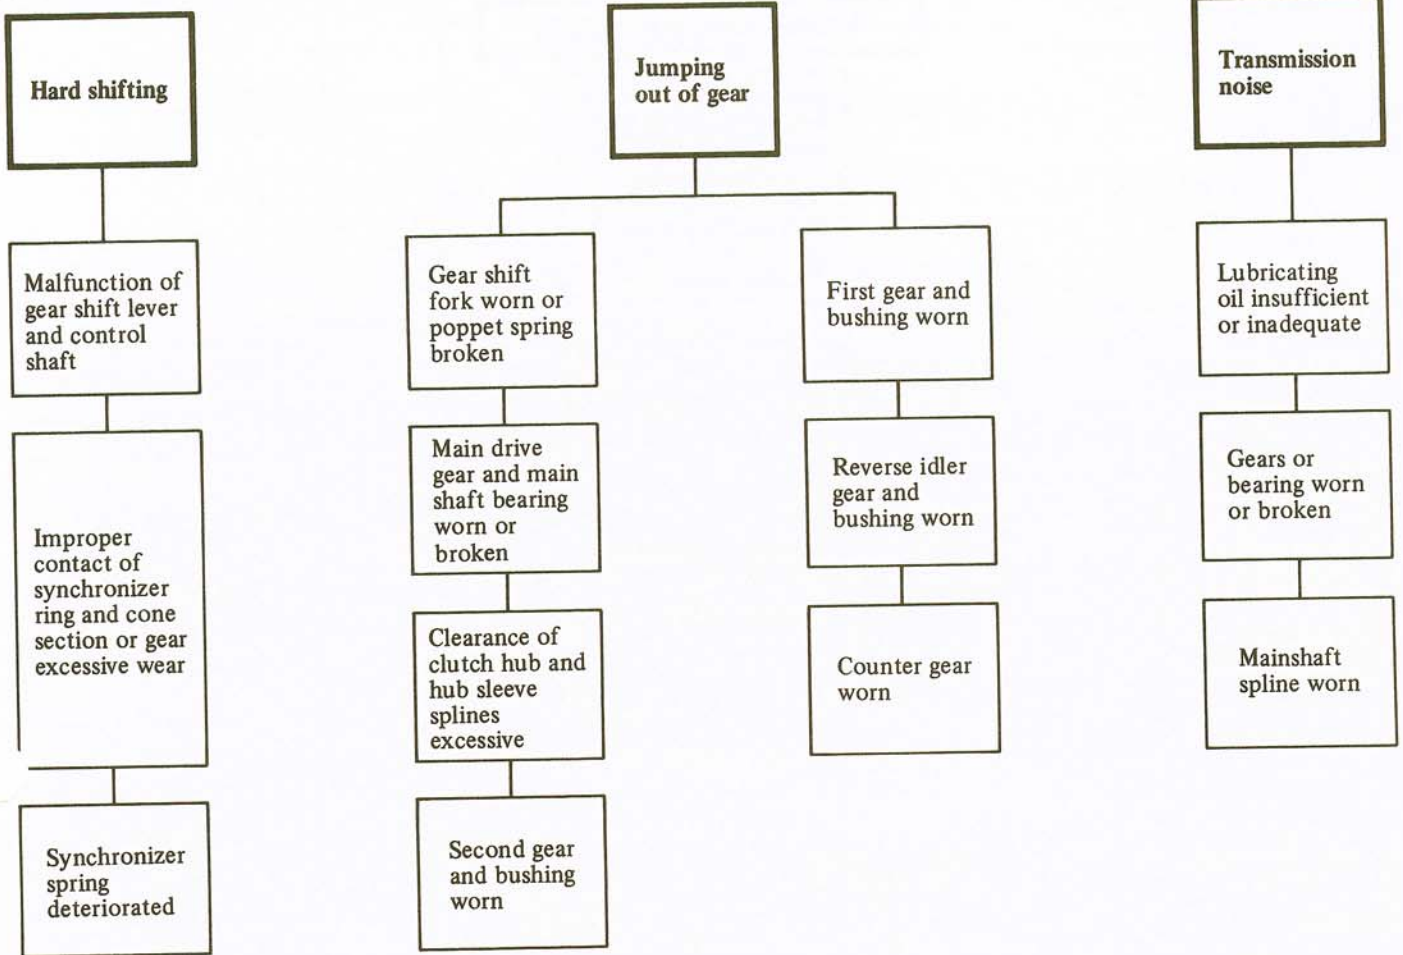 Hard shifting
Malfunction of
gear shift lever
and control
shaft
Improper
contact of
synchronizer
ring and cone
section or gear
excessive wear
Synchronizer
spring
deteriorated
Jumping
out of gear
Gear shift
fork worn or
poppet spring
broken
Main drive
gear and main
shaft bearing
worn or
broken
Clearance of
clutch hub and
hub sleeve
splines
excessive
Second gear
and bushing
worn
First gear and
bushing worn
Reverse idler
gear and
bushing worn
Counter gear
worn
Transmission
noise
Lubricating
oil insufficient
or inadequate
Gears or
bearing worn
or broken
Mainshaft
spline worn